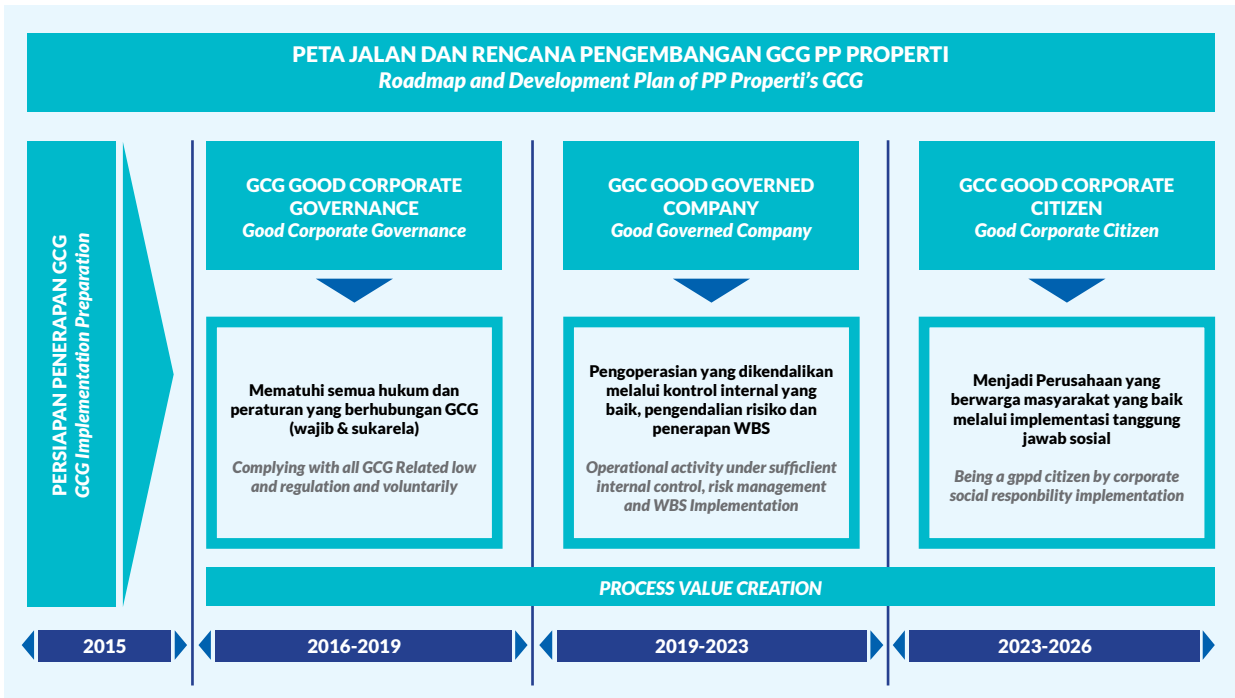 PETA JALAN DAN RENCANA PENGEMBANGAN GCG PP PROPERTI
Roadmap and Development Plan of PP Properti's GCG
PERSIAPAN PENERAPAN GCG
GCG Implementation Preparation
GCG GOOD CORPORATE
GOVERNANCE
Good Corporate Governance
Mematuhi semua hukum dan
peraturan yang berhubungan GCG
(wajib & sukarela)
Complying with all GCG Related low
and regulation and voluntarily
GGC GOOD GOVERNED
COMPANY
Good Governed Company
Pengoperasian yang dikendalikan
melalui kontrol internal yang
baik, pengendalian risiko dan
penerapan WBS
Operational activity under sufficlient
internal control, risk management
and WBS Implementation
GCC GOOD CORPORATE
CITIZEN
Good Corporate Citizen
Menjadi Perusahaan yang
berwarga masyarakat yang baik
melalui implementasi tanggung
jawab sosial
Being a gppd citizen by corporate
social responbility implementation
PROCESS VALUE CREATION
2015
2016-2019
2019-2023
2023-2026